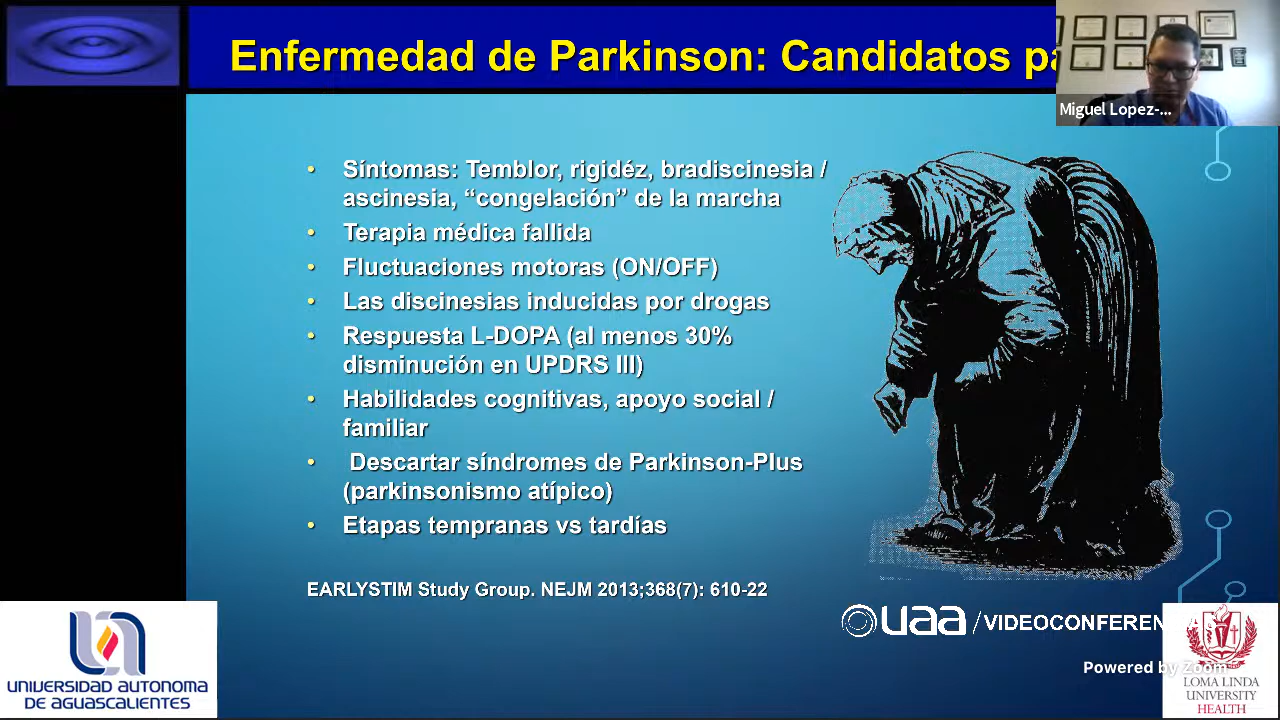 Enfermedad de Parkinson: Candidatos
Miguel Lopez-...
• Síntomas: Temblor, rigidéz, bradiscinesia /
ascinesia, “congelación” de la marcha
• Terapia médica fallida
• Fluctuaciones motoras (ON/OFF)
• Las discinesias inducidas por drogas
• Respuesta L-DOPA (al menos 30%
disminución en UPDRS III)
• Habilidades cognitivas, apoyo social /
familiar
• Descartar síndromes de Parkinson-Plus
(parkinsonismo atípico)
• Etapas tempranas vs tardías
EARLYSTIM Study Group. NEJM 2013;368(7): 610-22
uaa / VIDEOCONFERENCIAS
Powered by Zoom
UNIVERSIDAD AUTONOMA
DE AGUASCALIENTES
LOMA LINDA
UNIVERSITY
HEALTH